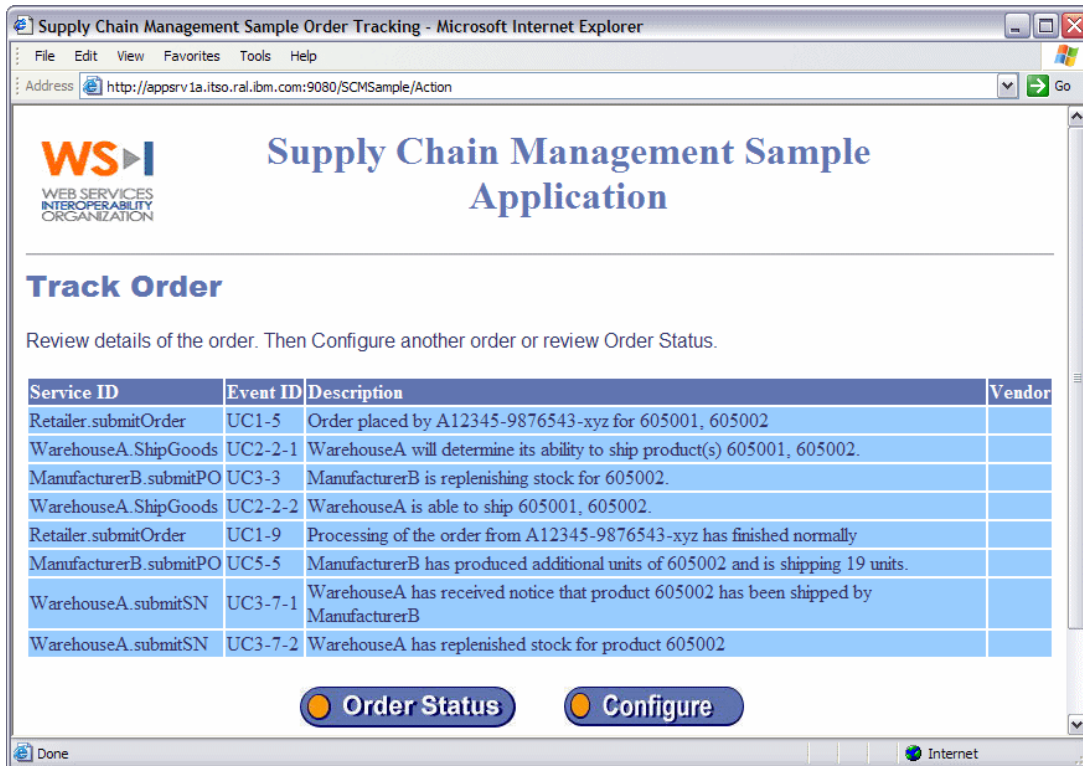 Supply Chain Management Sample Order Tracking - Microsoft Internet Explorer
File Edit View Favorites Tools Help
Address http://appsrv1a.itso.ral.ibm.com:9080/SCMSample/Action Go
WS I
WEB SERVICES
INTEROPERABILITY
ORGANIZATION
Supply Chain Management Sample
Application
Track Order
Review details of the order. Then Configure another order or review Order Status.
Service ID Event ID Description Vendor
Retailer.submitOrder UC1-5 Order placed by A12345-9876543-xyz for 605001, 605002
WarehouseA.ShipGoods UC2-2-1 WarehouseA will determine its ability to ship product(s) 605001, 605002.
ManufacturerB.submitPO UC3-3 ManufacturerB is replenishing stock for 605002.
WarehouseA.ShipGoods UC2-2-2 WarehouseA is able to ship 605001, 605002.
Retailer.submitOrder UC1-9 Processing of the order from A12345-9876543-xyz has finished normally
ManufacturerB.submitPO UC5-5 ManufacturerB has produced additional units of 605002 and is shipping 19 units.
WarehouseA.submitSN UC3-7-1 WarehouseA has received notice that product 605002 has been shipped by
ManufacturerB
WarehouseA.submitSN UC3-7-2 WarehouseA has replenished stock for product 605002
Order Status Configure
Done Internet